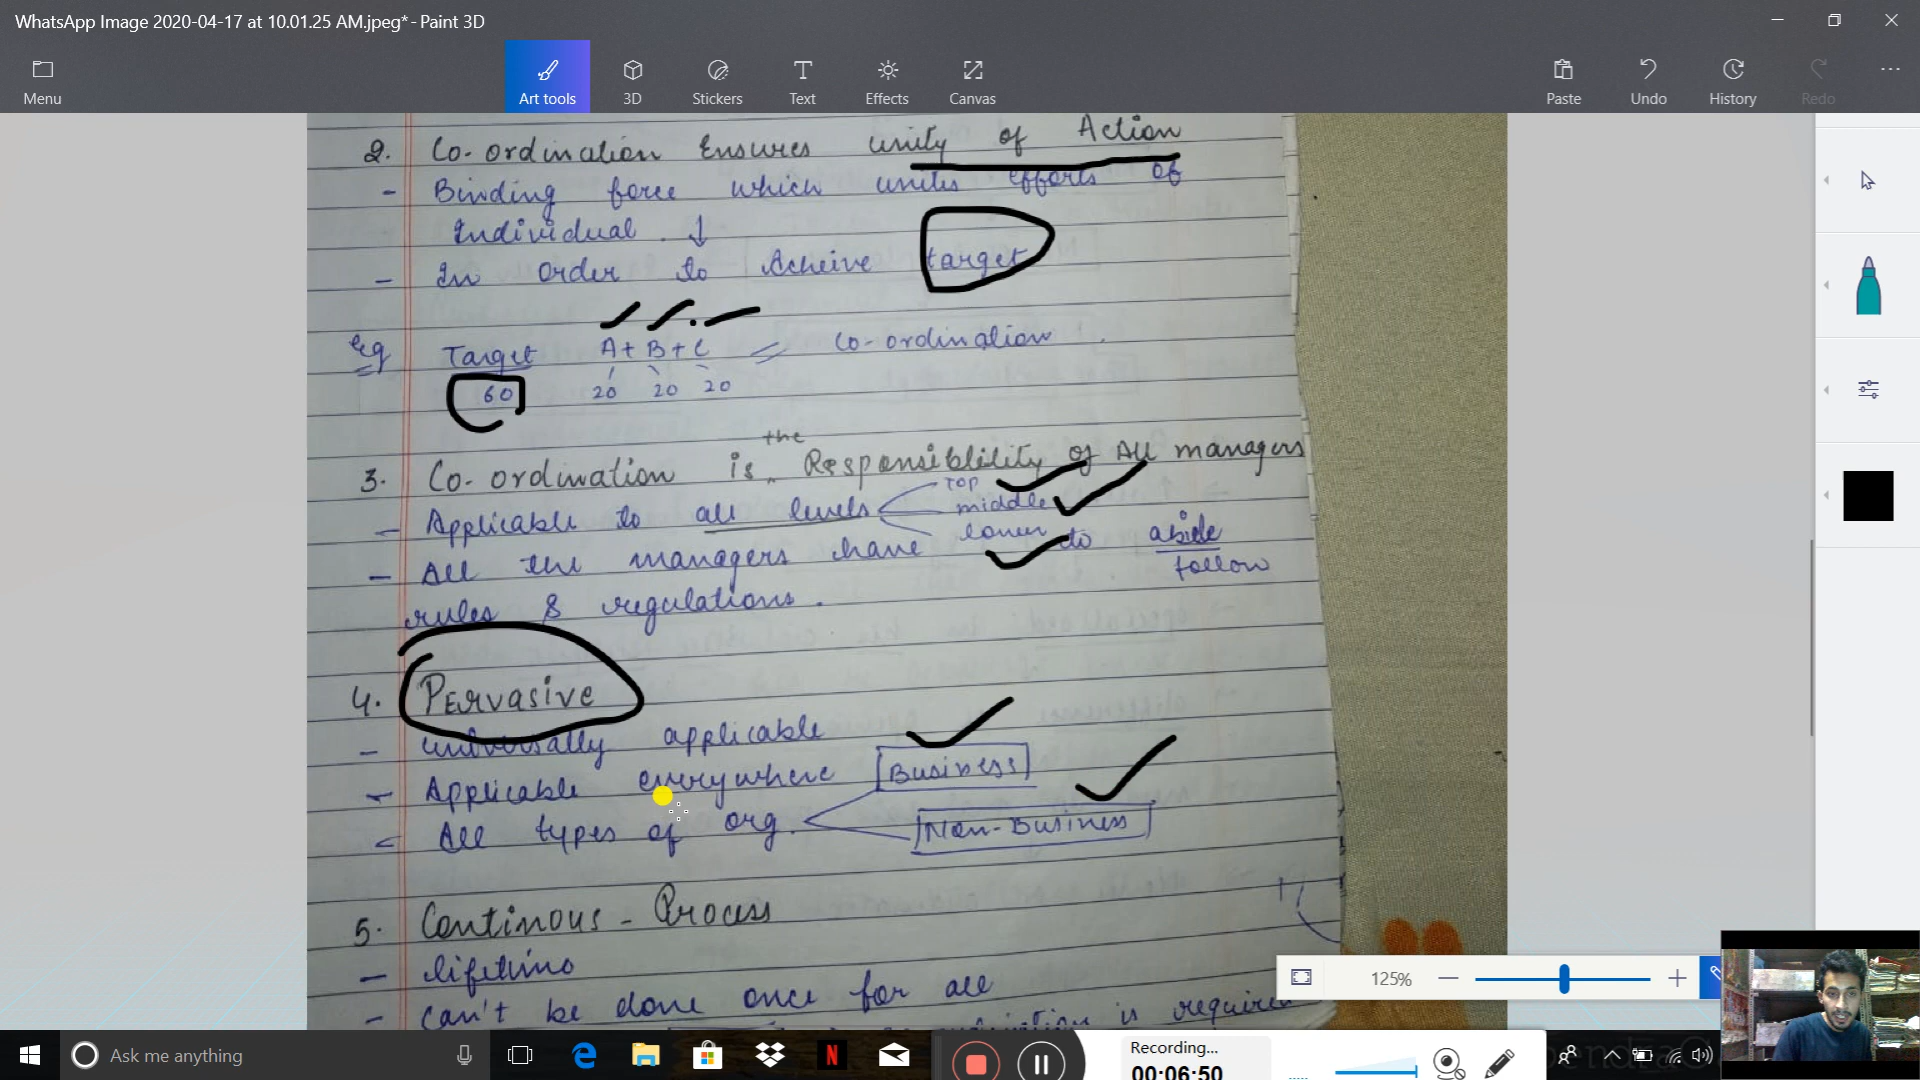 WhatsApp Image 2020-04-17 at 10.01.25 AM.jpeg* - Paint 3D
Menu
Art tools
3D
Stickers
Text
Effects
Canvas
Paste
Undo
History
Redo
2. Co-ordination Ensures unity of Action
- Binding force which unites efforts of
Individual. ↓
- In order to Acheive target
eg Target A + B + C = Co-ordination.
60 20 20 20
the
3. Co-ordination is Responsiblility of All managers
- Applicable to all levels
Top
middle
lower
- All the managers have to abide
follow
rules & regulations.
4. Pervasive
- universally applicable
- Applicable everywhere Business
- All types of org. Non-Business
5. Continous - Process
- lifetime
- Can't be done once for all
is required
125%
Ask me anything
Recording...
00:06:50